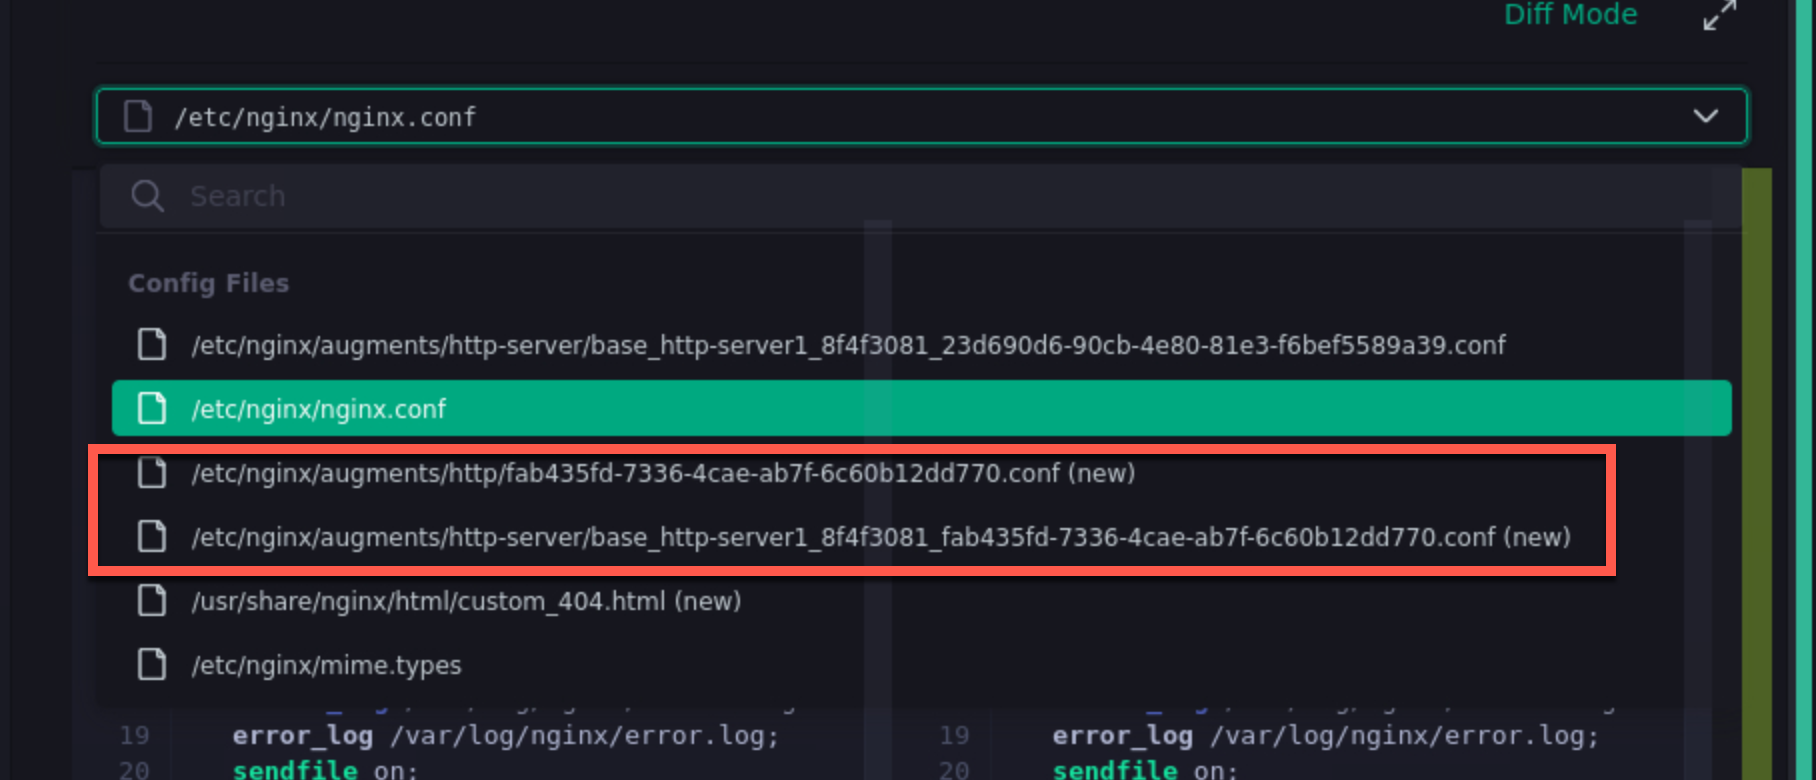 Diff Mode
/etc/nginx/nginx.conf
Search
Config Files
/etc/nginx/augments/http-server/base_http-server1_8f4f3081_23d690d6-90cb-4e80-81e3-f6bef5589a39.conf
/etc/nginx/nginx.conf
/etc/nginx/augments/http/fab435fd-7336-4cae-ab7f-6c60b12dd770.conf (new)
/etc/nginx/augments/http-server/base_http-server1_8f4f3081_fab435fd-7336-4cae-ab7f-6c60b12dd770.conf (new)
/usr/share/nginx/html/custom_404.html (new)
/etc/nginx/mime.types
19 error_log /var/log/nginx/error.log; 19 error_log /var/log/nginx/error.log;
20 sendfile on; 20 sendfile on;